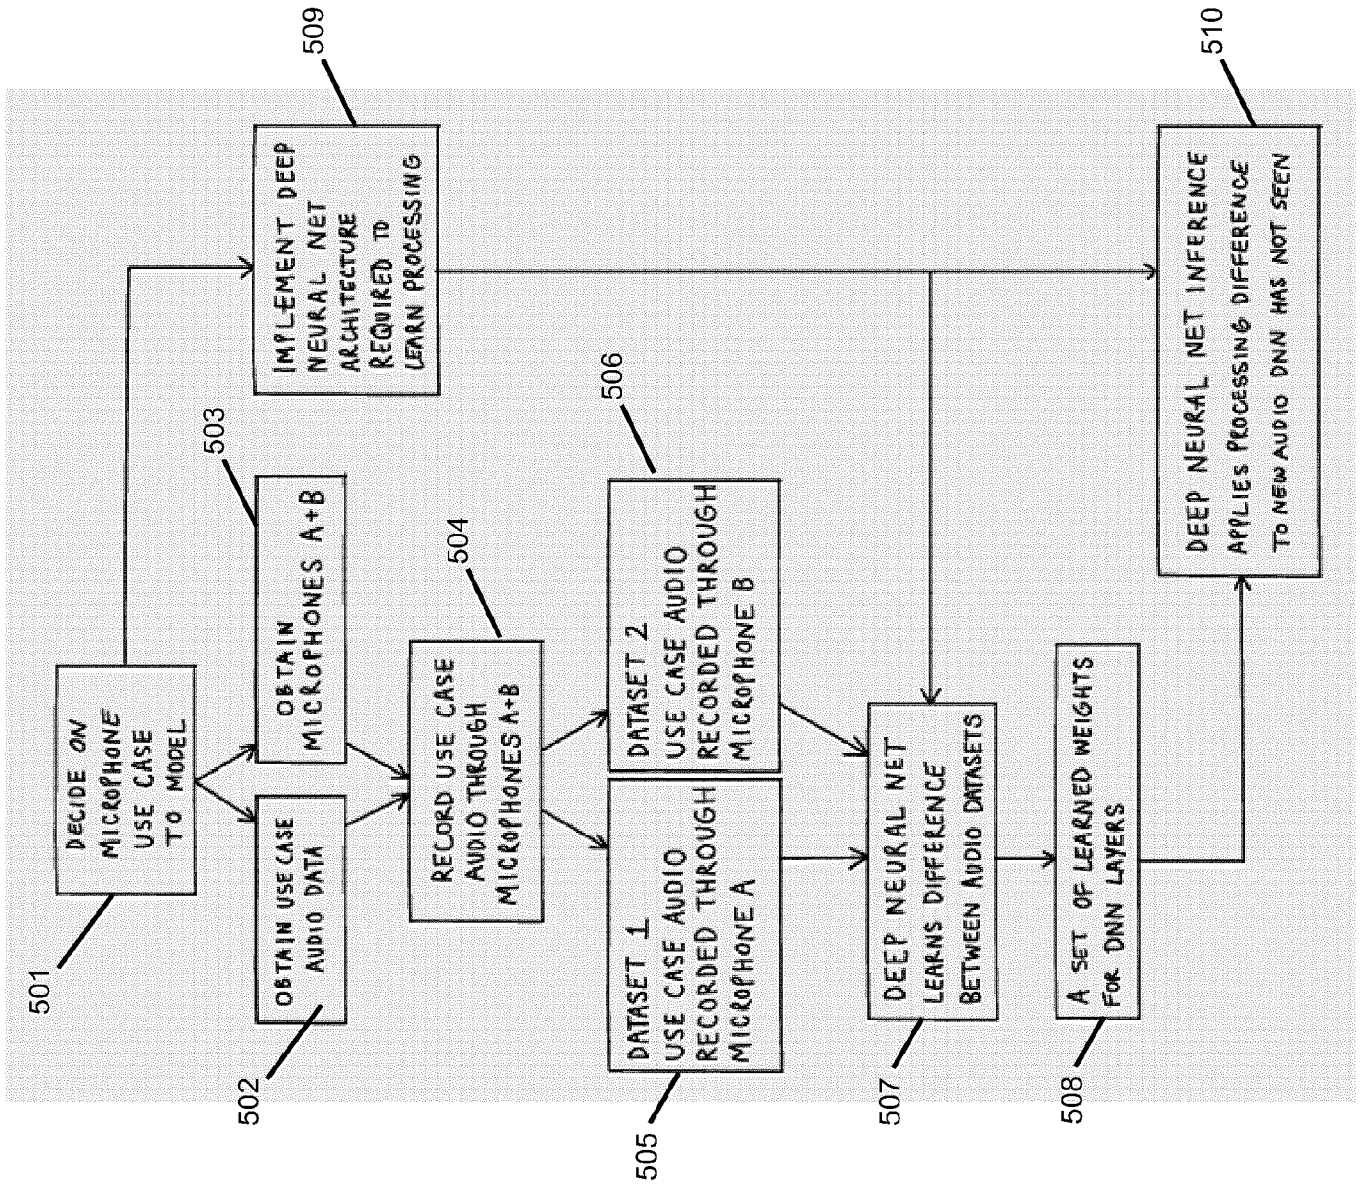 501
DECIDE ON
MICROPHONE
USE CASE
TO MODEL
502
OBTAIN USE CASE
AUDIO DATA
503
OBTAIN
MICROPHONES A+B
504
RECORD USE CASE
AUDIO THROUGH
MICROPHONES A+B
505
DATASET 1
USE CASE AUDIO
RECORDED THROUGH
MICROPHONE A
506
DATASET 2
USE CASE AUDIO
RECORDED THROUGH
MICROPHONE B
507
DEEP NEURAL NET
LEARNS DIFFERENCE
BETWEEN AUDIO DATASETS
508
A SET OF LEARNED WEIGHTS
FOR DNN LAYERS
509
IMPLEMENT DEEP
NEURAL NET
ARCHITECTURE
REQUIRED TO
LEARN PROCESSING
510
DEEP NEURAL NET INFERENCE
APPLIES PROCESSING DIFFERENCE
TO NEW AUDIO DNN HAS NOT SEEN